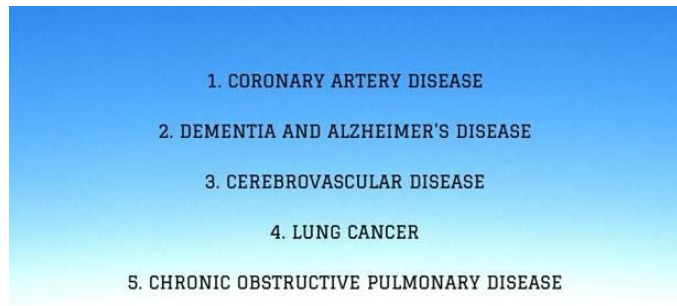 1. CORONARY ARTERY DISEASE
2. DEMENTIA AND ALZHEIMER'S DISEASE
3. CEREBROVASCULAR DISEASE
4. LUNG CANCER
5. CHRONIC OBSTRUCTIVE PULMONARY DISEASE